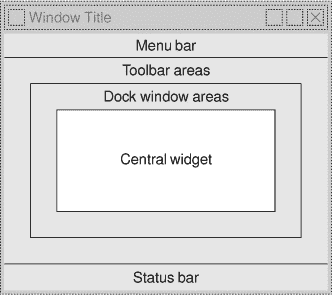 Window Title
Menu bar
Toolbar areas
Dock window areas
Central widget
Status bar